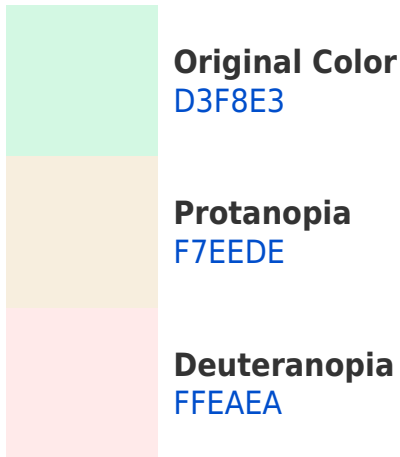 Original Color
D3F8E3
Protanopia
F7EEDE
Deuteranopia
FFEAEA